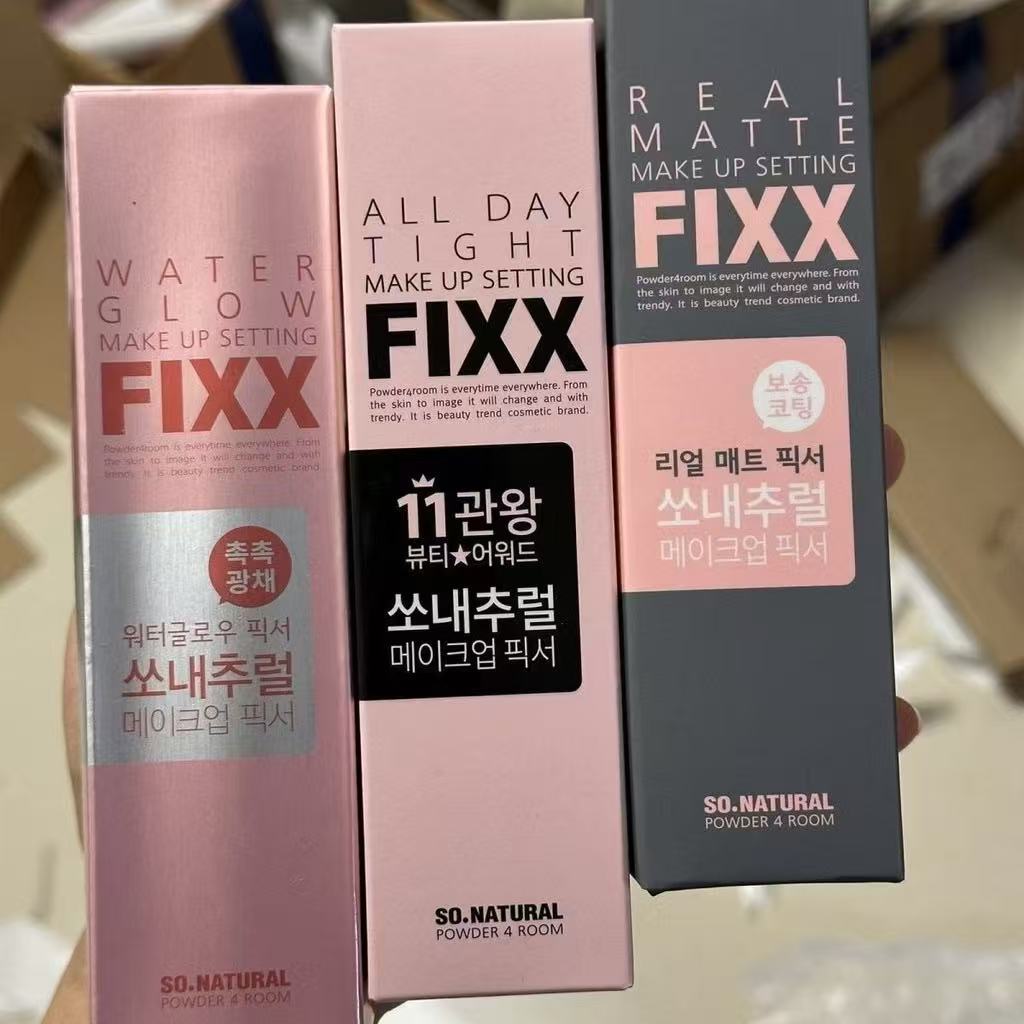 WATER
GLOW
MAKE UP SETTING
FIXX
Powder4room is everytime everywhere. From
the skin to image it will change and with
trendy. It is beauty trend cosmetic brand.
촉촉
광채
워터글로우 픽서
쏘내추럴
메이크업 픽서
SO.NATURAL
POWDER 4 ROOM
ALL DAY
TIGHT
MAKE UP SETTING
FIXX
Powder4room is everytime everywhere. From
the skin to image it will change and with
trendy. It is beauty trend cosmetic brand.
11관왕
뷰티★어워드
쏘내추럴
메이크업 픽서
SO.NATURAL
POWDER 4 ROOM
REAL
MATTE
MAKE UP SETTING
FIXX
Powder4room is everytime everywhere. From
the skin to image it will change and with
trendy. It is beauty trend cosmetic brand.
보송
코팅
리얼 매트 픽서
쏘내추럴
메이크업 픽서
SO.NATURAL
POWDER 4 ROOM